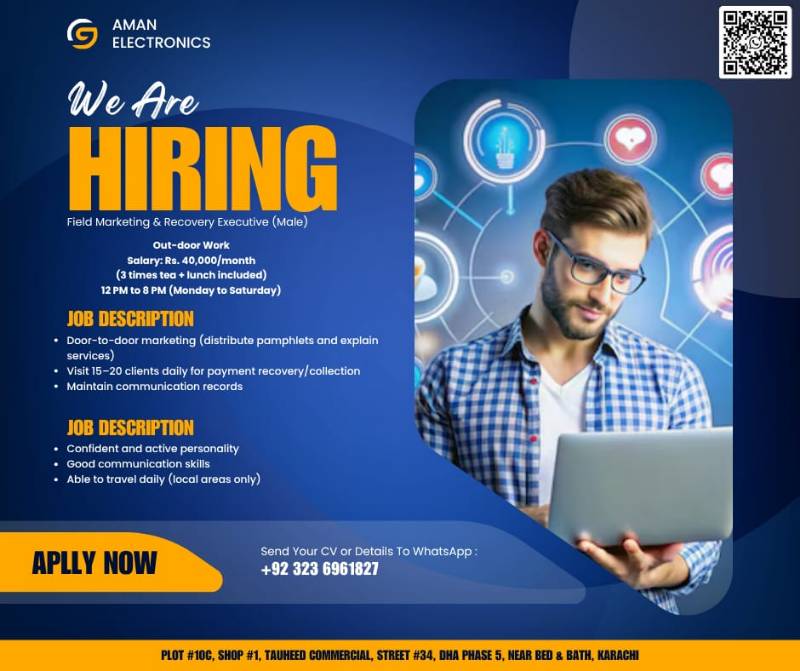 AMAN
ELECTRONICS
We Are
HIRING
Field Marketing & Recovery Executive (Male)
Out-door Work
Salary: Rs. 40,000/month
(3 times tea + lunch included)
12 PM to 8 PM (Monday to Saturday)
JOB DESCRIPTION
• Door-to-door marketing (distribute pamphlets and explain
services)
• Visit 15–20 clients daily for payment recovery/collection
• Maintain communication records
JOB DESCRIPTION
• Confident and active personality
• Good communication skills
• Able to travel daily (local areas only)
APLLY NOW
Send Your CV or Details To WhatsApp :
+92 323 6961827
PLOT #10C, SHOP #1, TAUHEED COMMERCIAL, STREET #34, DHA PHASE 5, NEAR BED & BATH, KARACHI